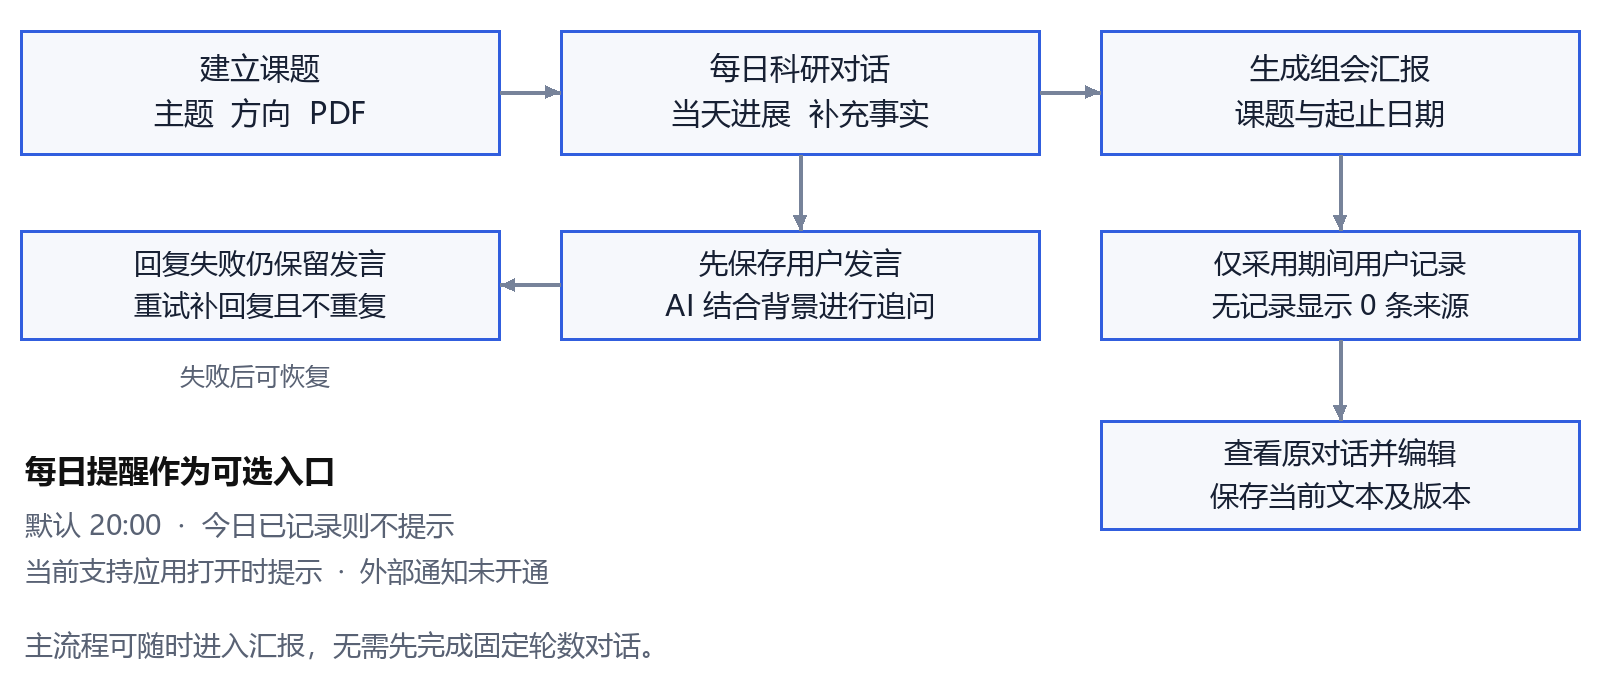 建立课题
主题 方向 PDF
每日科研对话
当天进展 补充事实
生成组会汇报
课题与起止日期
回复失败仍保留发言
重试补回复且不重复
先保存用户发言
AI 结合背景进行追问
仅采用期间用户记录
无记录显示 0 条来源
失败后可恢复
查看原对话并编辑
保存当前文本及版本
每日提醒作为可选入口
默认 20:00 · 今日已记录则不提示
当前支持应用打开时提示 · 外部通知未开通
主流程可随时进入汇报，无需先完成固定轮数对话。